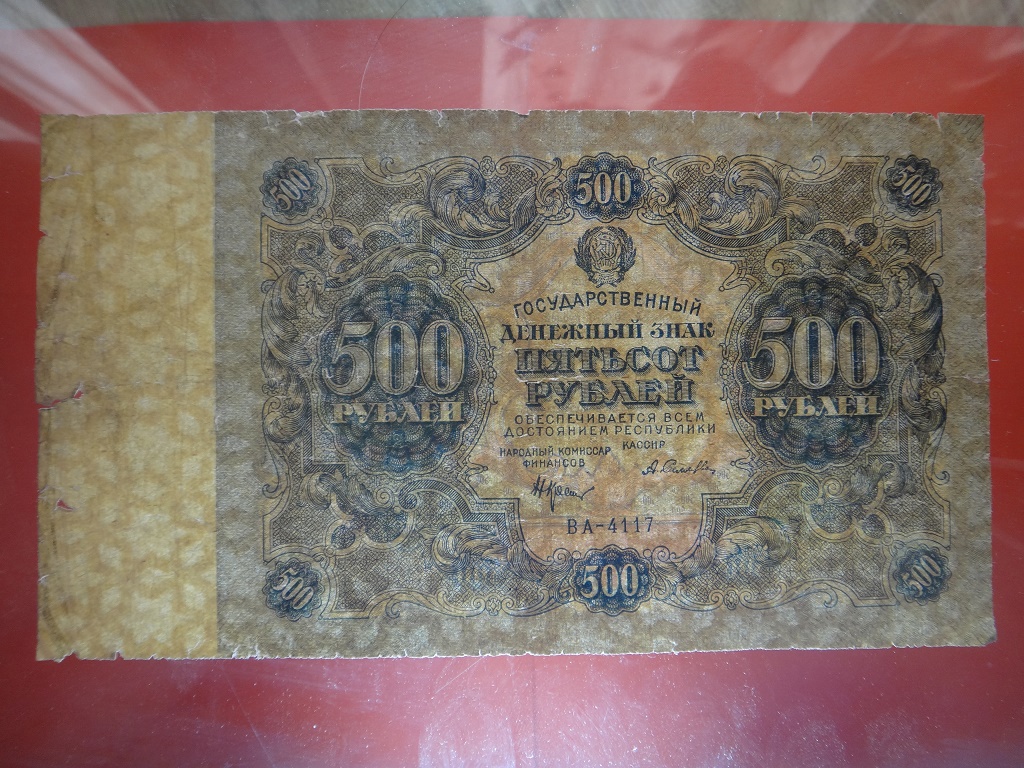 500
500
500
ГОСУДАРСТВЕННЫЙ
ДЕНЕЖНЫЙ ЗНАК
ПЯТЬСОТ
РУБЛЕЙ
500
РУБЛЕЙ
500
РУБЛЕЙ
ОБЕСПЕЧИВАЕТСЯ ВСЕМ
ДОСТОЯНИЕМ РЕСПУБЛИКИ
НАРОДНЫЙ КОМИССАР
ФИНАНСОВ
КАССИР
ВА-4117
500
500
500